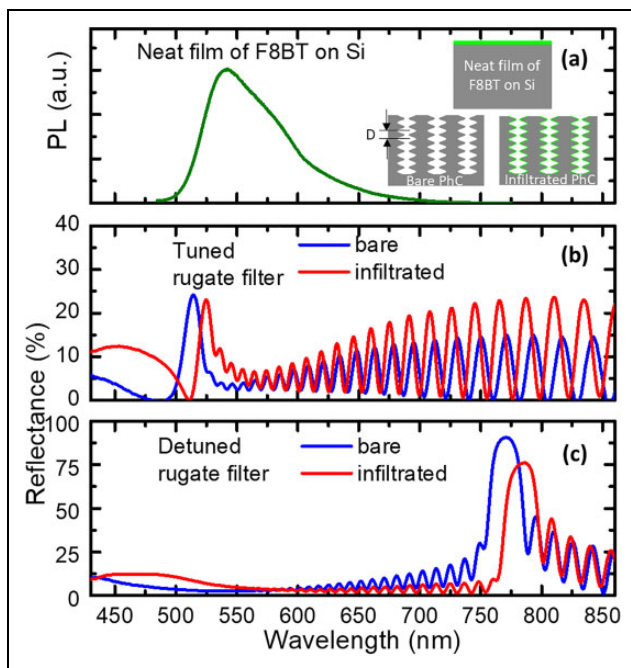 PL (a.u.)
Neat film of F8BT on Si
(a)
Neat film of
F8BT on Si
D
Bare PhC
Infiltrated PhC
Reflectance (%)
40
30
20
10
0
Tuned
rugate filter
bare
infiltrated
(b)
100
75
50
25
0
Detuned
rugate filter
bare
infiltrated
(c)
450 500 550 600 650 700 750 800 850
Wavelength (nm)